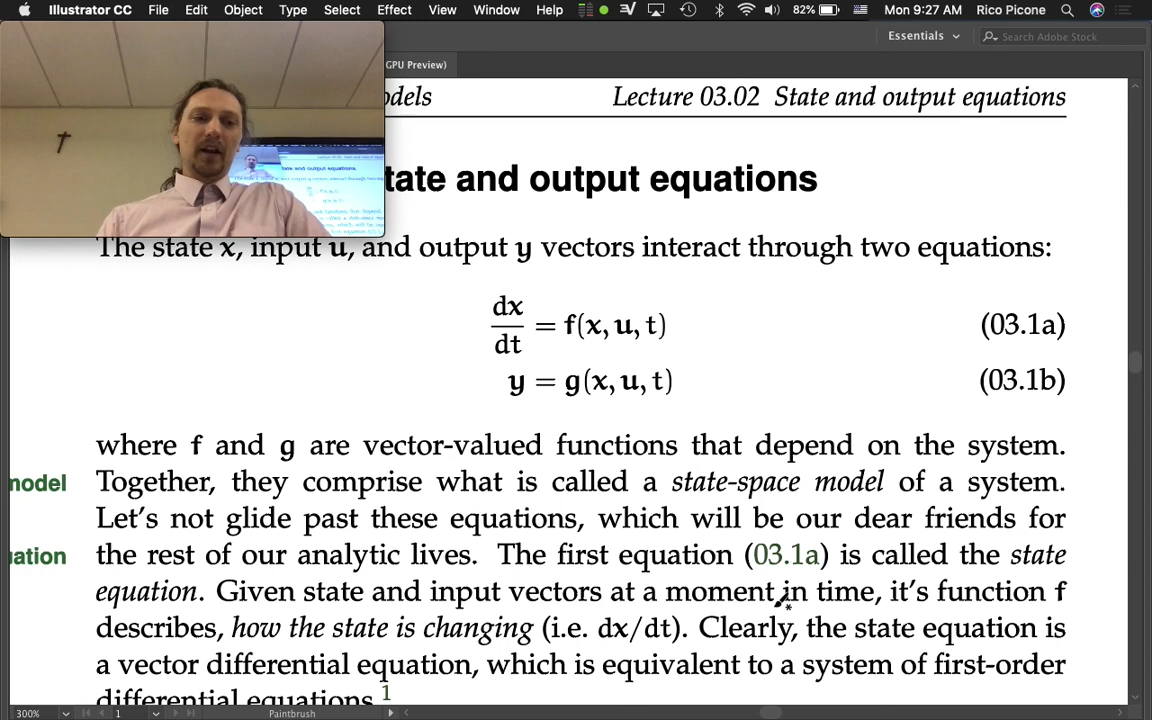 Illustrator CC File Edit Object Type Select Effect View Window Help 82% Mon 9:27 AM Rico Picone
Essentials Search Adobe Stock
GPU Preview)
odels Lecture 03.02 State and output equations
tate and output equations
The state x, input u, and output y vectors interact through two equations:
dx/dt = f(x, u, t) (03.1a)
y = g(x, u, t) (03.1b)
where f and g are vector-valued functions that depend on the system.
model Together, they comprise what is called a state-space model of a system.
Let's not glide past these equations, which will be our dear friends for
uation the rest of our analytic lives. The first equation (03.1a) is called the state
equation. Given state and input vectors at a moment in time, it's function f
describes, how the state is changing (i.e. dx/dt). Clearly, the state equation is
a vector differential equation, which is equivalent to a system of first-order
differential equations.1
300% 1 Paintbrush